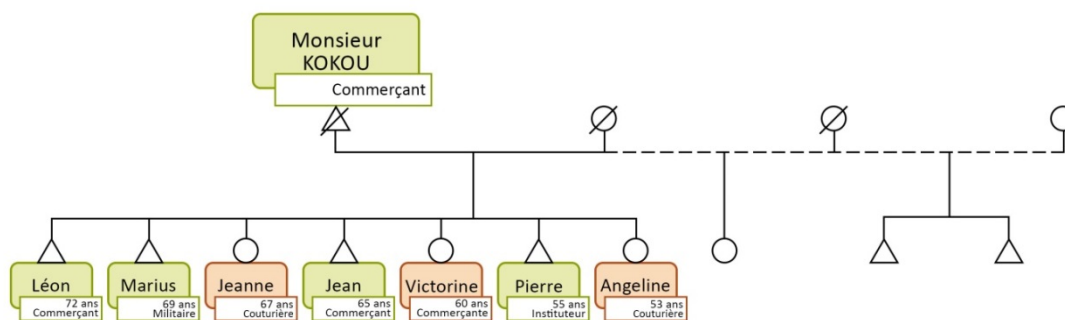 Monsieur
KOKOU
Commerçant
Léon
72 ans
Commerçant
Marius
69 ans
Militaire
Jeanne
67 ans
Couturière
Jean
65 ans
Commerçant
Victorine
60 ans
Commerçante
Pierre
55 ans
Instituteur
Angeline
53 ans
Couturière